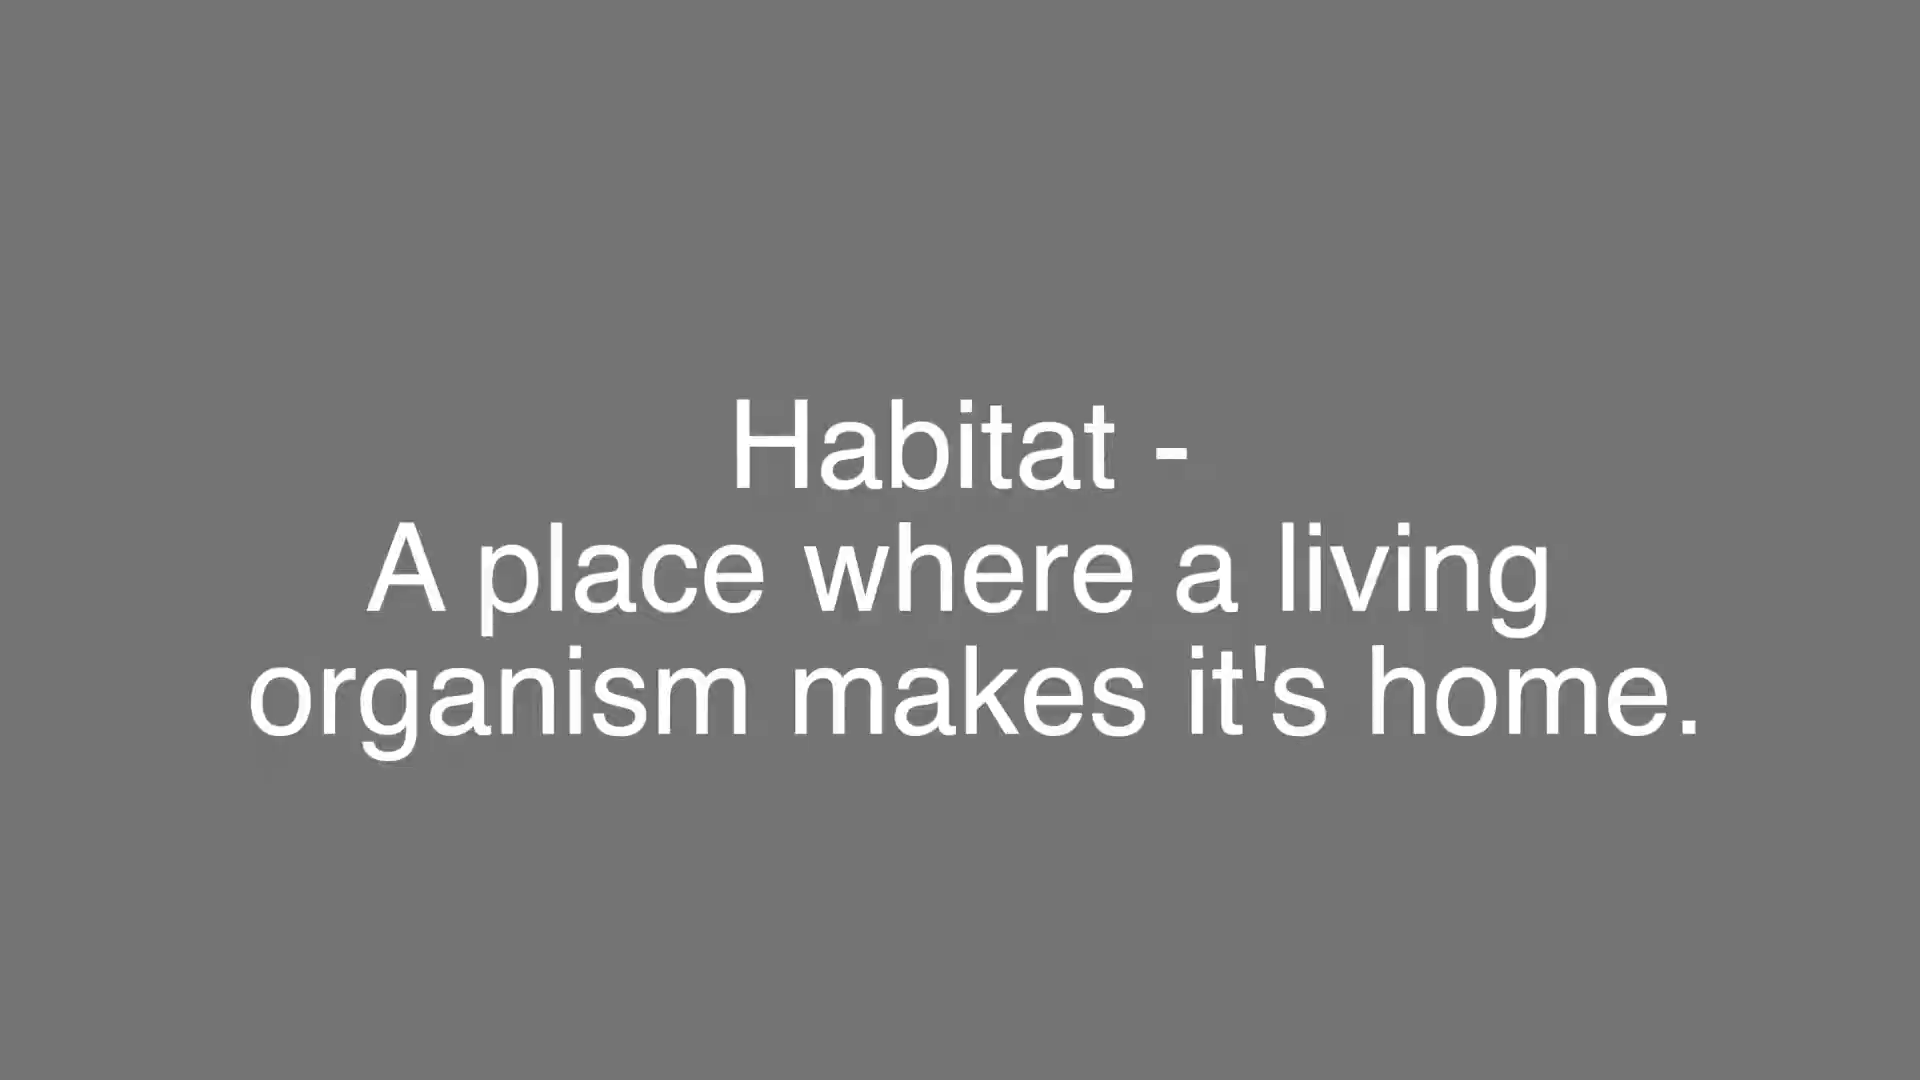 Habitat -
A place where a living
organism makes it's home.